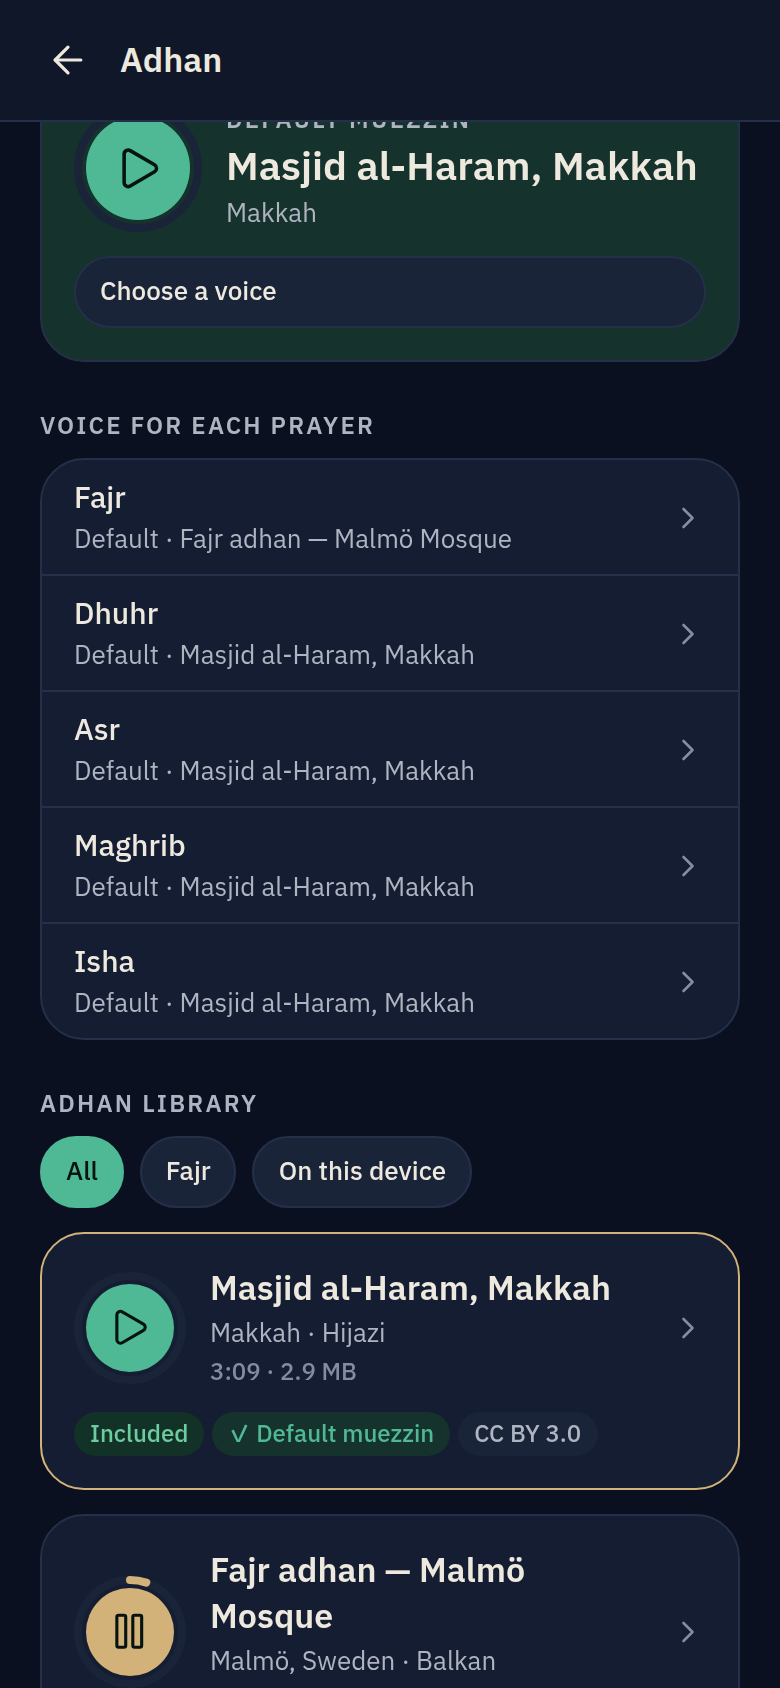 Adhan
DEFAULT MUEZZIN
Masjid al-Haram, Makkah
Makkah
Choose a voice
VOICE FOR EACH PRAYER
Fajr
Default · Fajr adhan — Malmö Mosque
Dhuhr
Default · Masjid al-Haram, Makkah
Asr
Default · Masjid al-Haram, Makkah
Maghrib
Default · Masjid al-Haram, Makkah
Isha
Default · Masjid al-Haram, Makkah
ADHAN LIBRARY
All Fajr On this device
Masjid al-Haram, Makkah
Makkah · Hijazi
3:09 · 2.9 MB
Included ✓ Default muezzin CC BY 3.0
Fajr adhan — Malmö
Mosque
Malmö, Sweden · Balkan